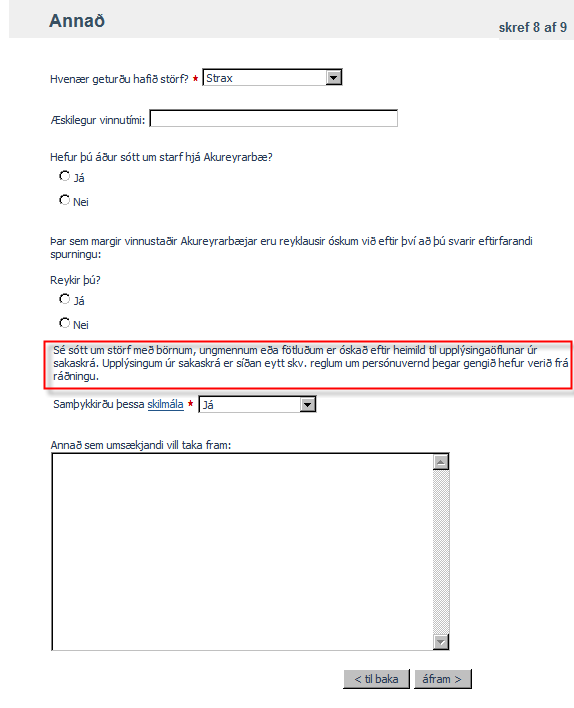 Annað
skref 8 af 9
Hvenær geturðu hafið störf? * Strax
Æskilegur vinnutími:
Hefur þú áður sótt um starf hjá Akureyrarbæ?
Já
Nei
Þar sem margir vinnustaðir Akureyrarbæjar eru reyklausir óskum við eftir því að þú svarir eftirfarandi
spurningu:
Reykir þú?
Já
Nei
Sé sótt um störf með börnum, ungmennum eða fötluðum er óskað eftir heimild til upplýsingaöflunar úr
sakaskrá. Upplýsingum úr sakaskrá er síðan eytt skv. reglum um persónuvernd þegar gengið hefur verið frá
ráðningu.
Samþykkirðu þessa skilmála * Já
Annað sem umsækjandi vill taka fram:
< til baka áfram >